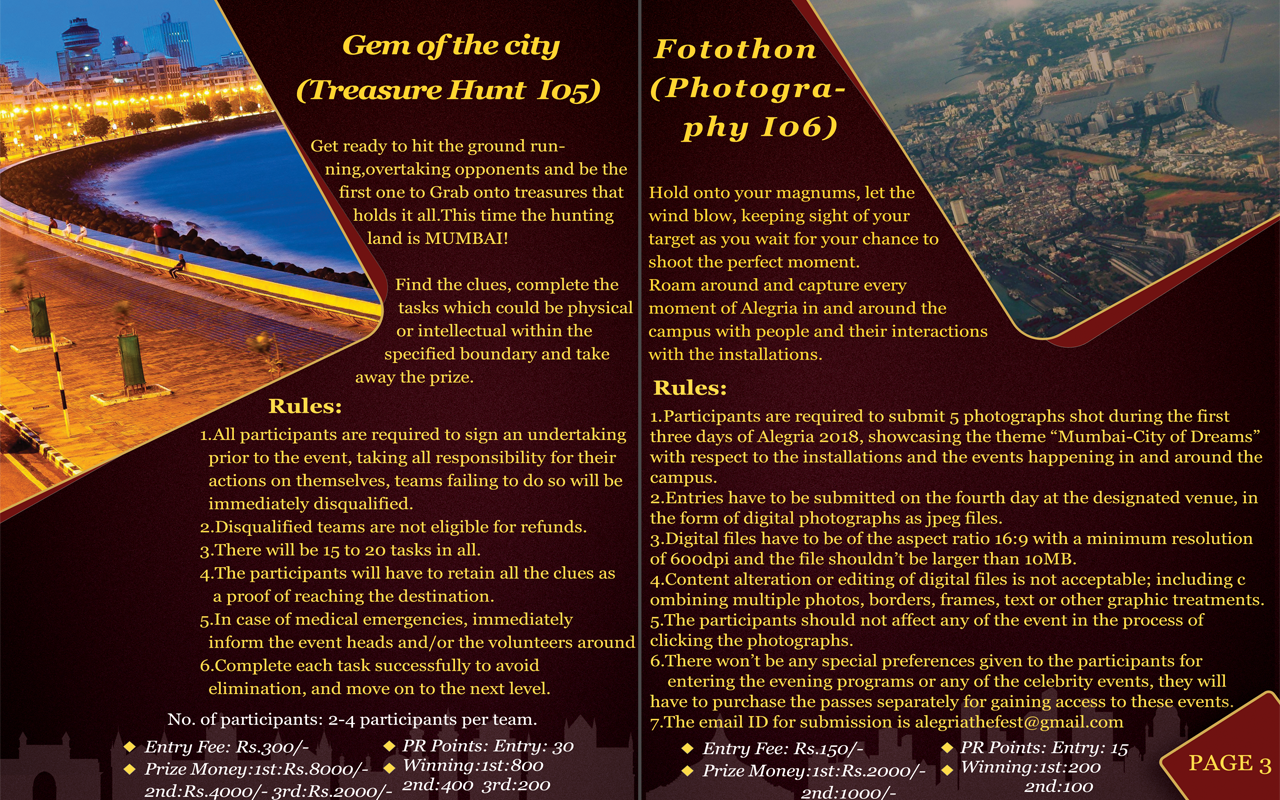 Gem of the city
(Treasure Hunt I05)
Get ready to hit the ground run-
ning,overtaking opponents and be the
first one to Grab onto treasures that
holds it all.This time the hunting
land is MUMBAI!
Find the clues, complete the
tasks which could be physical
or intellectual within the
specified boundary and take
away the prize.
Rules:
1.All participants are required to sign an undertaking
prior to the event, taking all responsibility for their
actions on themselves, teams failing to do so will be
immediately disqualified.
2.Disqualified teams are not eligible for refunds.
3.There will be 15 to 20 tasks in all.
4.The participants will have to retain all the clues as
a proof of reaching the destination.
5.In case of medical emergencies, immediately
inform the event heads and/or the volunteers around
6.Complete each task successfully to avoid
elimination, and move on to the next level.
No. of participants: 2-4 participants per team.
Entry Fee: Rs.300/-
Prize Money:1st:Rs.8000/-
2nd:Rs.4000/- 3rd:Rs.2000/-
PR Points: Entry: 30
Winning:1st:800
2nd:400 3rd:200
Fotothon
(Photogra-
phy I06)
Hold onto your magnums, let the
wind blow, keeping sight of your
target as you wait for your chance to
shoot the perfect moment.
Roam around and capture every
moment of Alegria in and around the
campus with people and their interactions
with the installations.
Rules:
1.Participants are required to submit 5 photographs shot during the first
three days of Alegria 2018, showcasing the theme “Mumbai-City of Dreams”
with respect to the installations and the events happening in and around the
campus.
2.Entries have to be submitted on the fourth day at the designated venue, in
the form of digital photographs as jpeg files.
3.Digital files have to be of the aspect ratio 16:9 with a minimum resolution
of 600dpi and the file shouldn’t be larger than 10MB.
4.Content alteration or editing of digital files is not acceptable; including c
ombining multiple photos, borders, frames, text or other graphic treatments.
5.The participants should not affect any of the event in the process of
clicking the photographs.
6.There won’t be any special preferences given to the participants for
entering the evening programs or any of the celebrity events, they will
have to purchase the passes separately for gaining access to these events.
7.The email ID for submission is alegriathefest@gmail.com
Entry Fee: Rs.150/-
Prize Money:1st:Rs.2000/-
2nd:1000/-
PR Points: Entry: 15
Winning:1st:200
2nd:100
PAGE 3